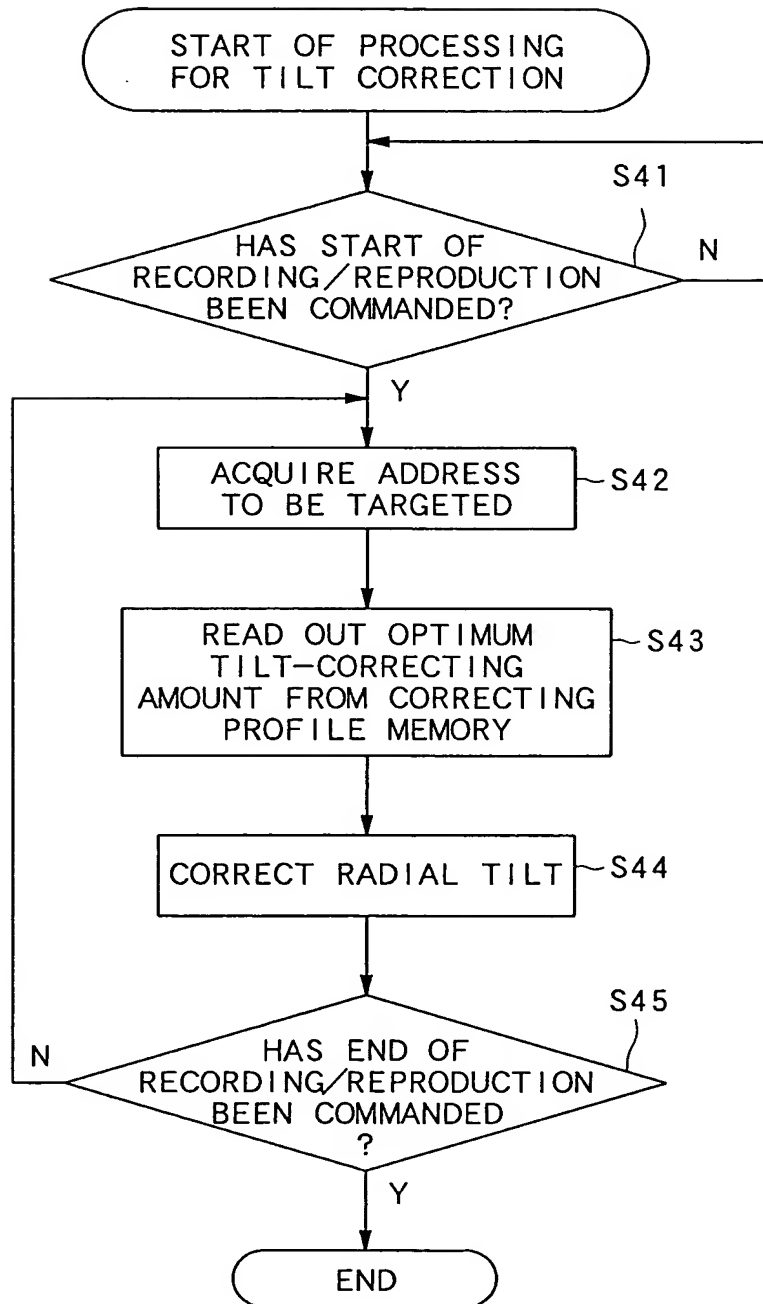 START OF PROCESSING
FOR TILT CORRECTION
S41
HAS START OF
RECORDING/REPRODUCTION
BEEN COMMANDED?
N
Y
ACQUIRE ADDRESS
TO BE TARGETED
S42
READ OUT OPTIMUM
TILT-CORRECTING
AMOUNT FROM CORRECTING
PROFILE MEMORY
S43
CORRECT RADIAL TILT
S44
S45
HAS END OF
RECORDING/REPRODUCTION
BEEN COMMANDED
?
N
Y
END